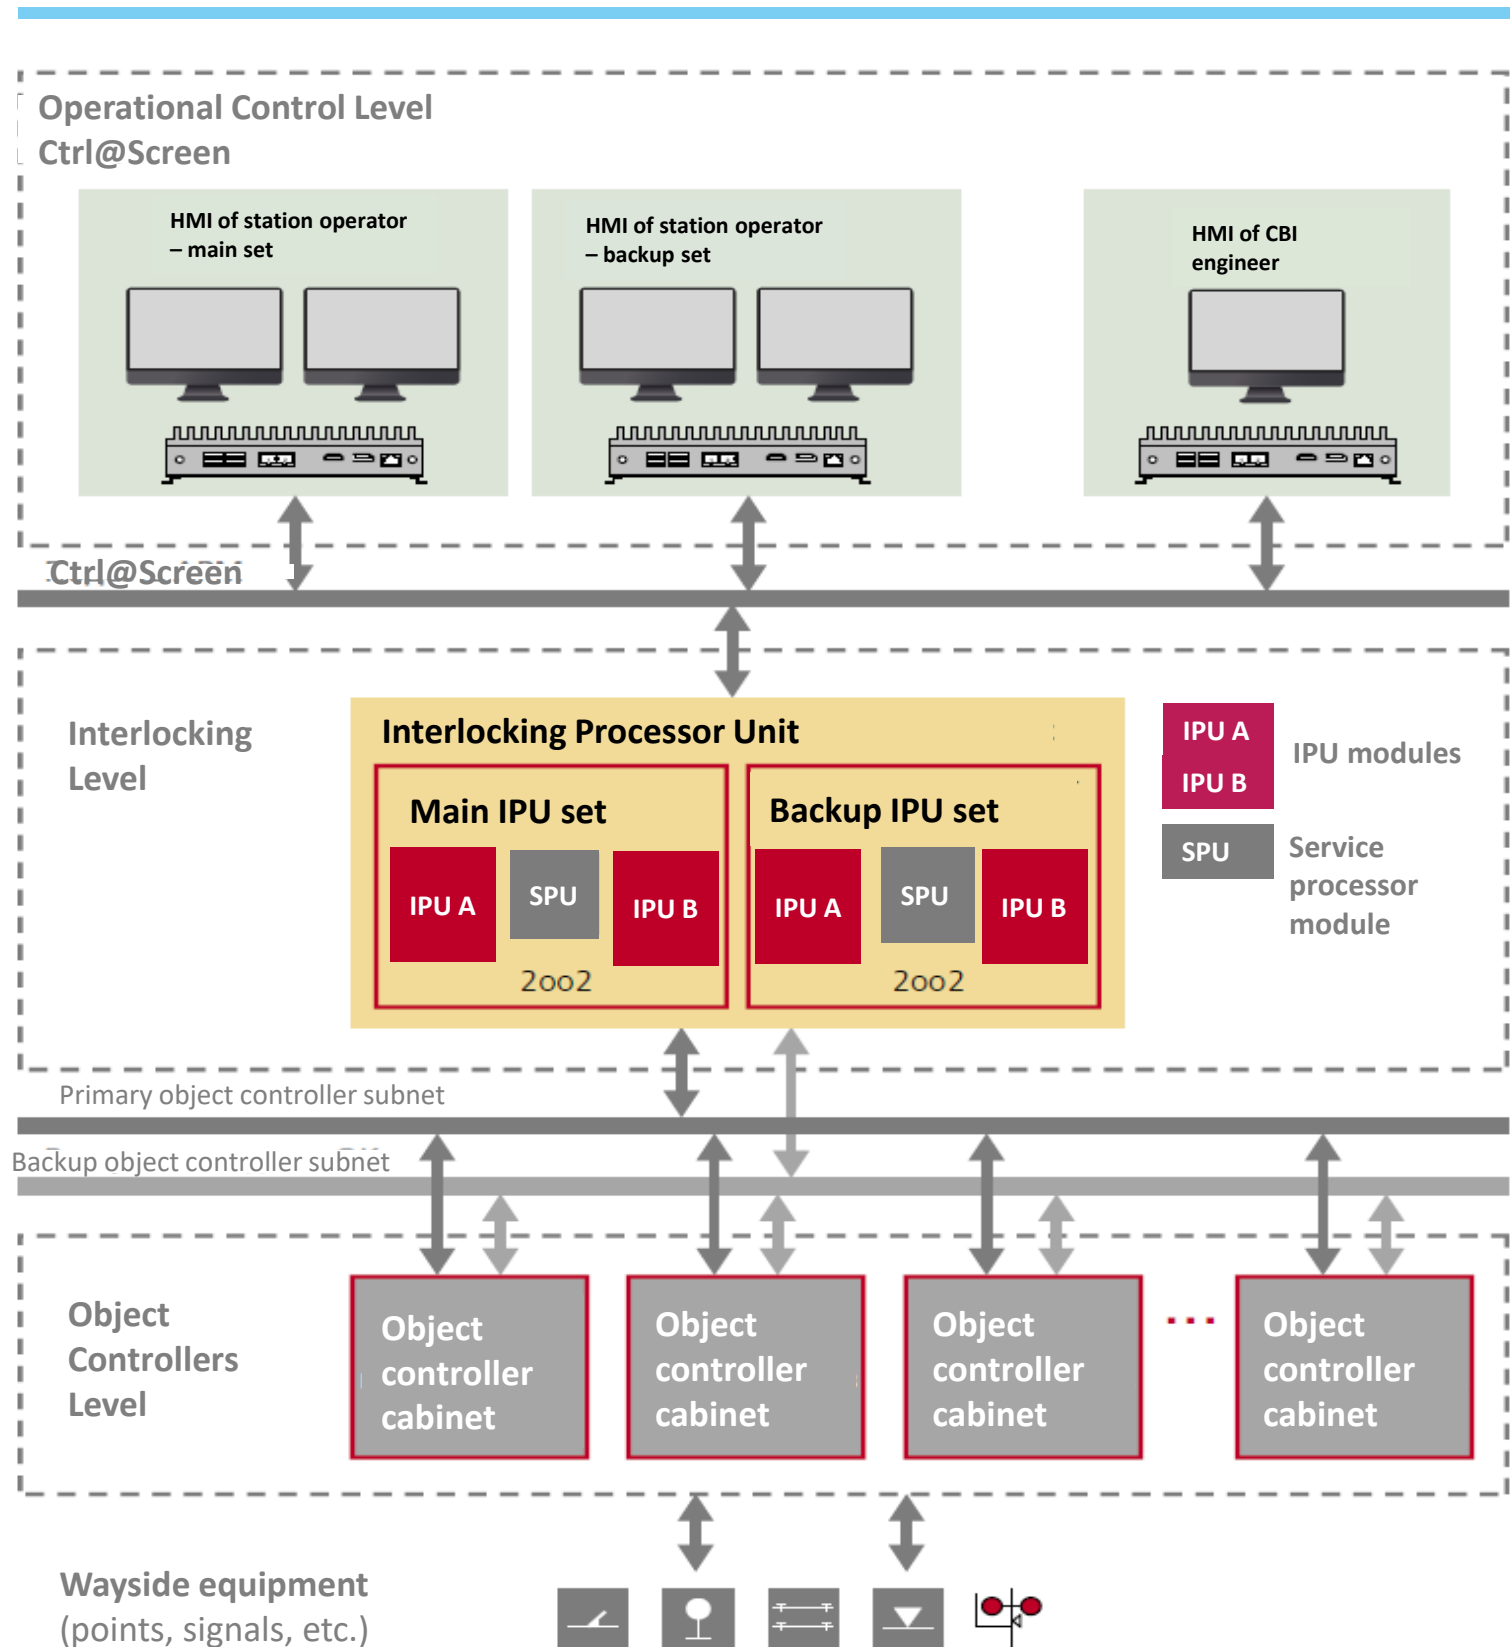 Operational Control Level
Ctrl@Screen
HMI of station operator
– main set
HMI of station operator
– backup set
HMI of CBI
engineer
Ctrl@Screen
Interlocking
Level
Interlocking Processor Unit
Main IPU set
IPU A
SPU
IPU B
2oo2
Backup IPU set
IPU A
SPU
IPU B
2oo2
IPU A
IPU B
IPU modules
SPU
Service
processor
module
Primary object controller subnet
Backup object controller subnet
Object
Controllers
Level
Object
controller
cabinet
Object
controller
cabinet
Object
controller
cabinet
...
Object
controller
cabinet
Wayside equipment
(points, signals, etc.)